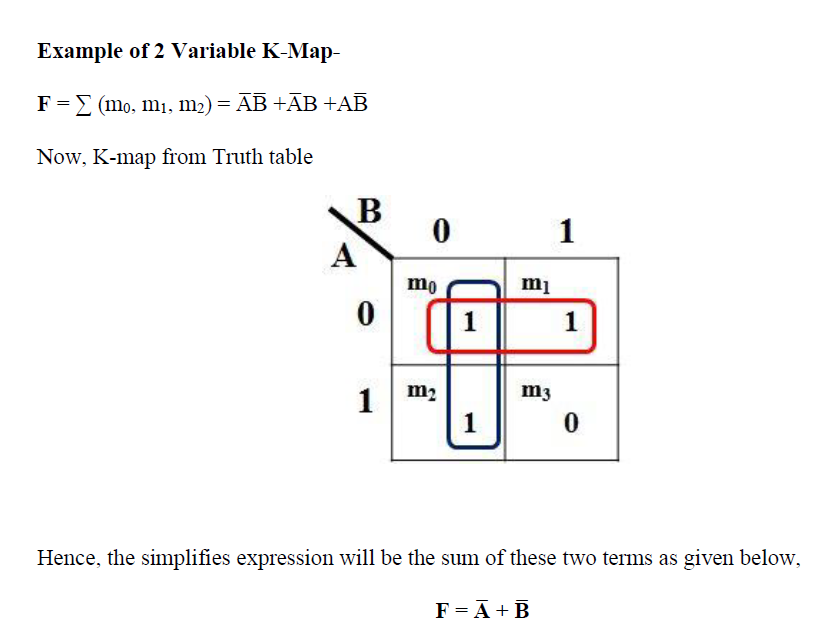 Example of 2 Variable K-Map-
F = ∑ (m₀, m₁, m₂) = A̅B̅ +A̅B +AB̅
Now, K-map from Truth table
B
0 1
A
m₀ m₁
0 1 1
m₂ m₃
1 1 0
Hence, the simplifies expression will be the sum of these two terms as given below,
F = A̅ + B̅